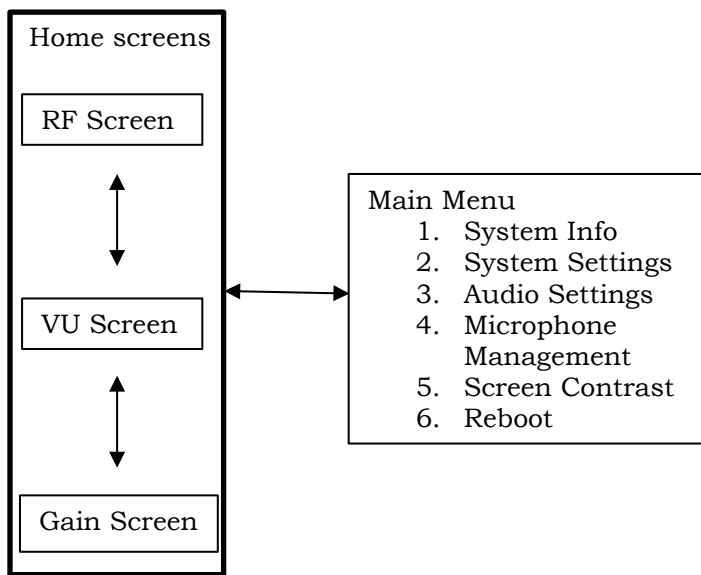 Home screens
RF Screen
VU Screen
Gain Screen
Main Menu
1. System Info
2. System Settings
3. Audio Settings
4. Microphone
Management
5. Screen Contrast
6. Reboot